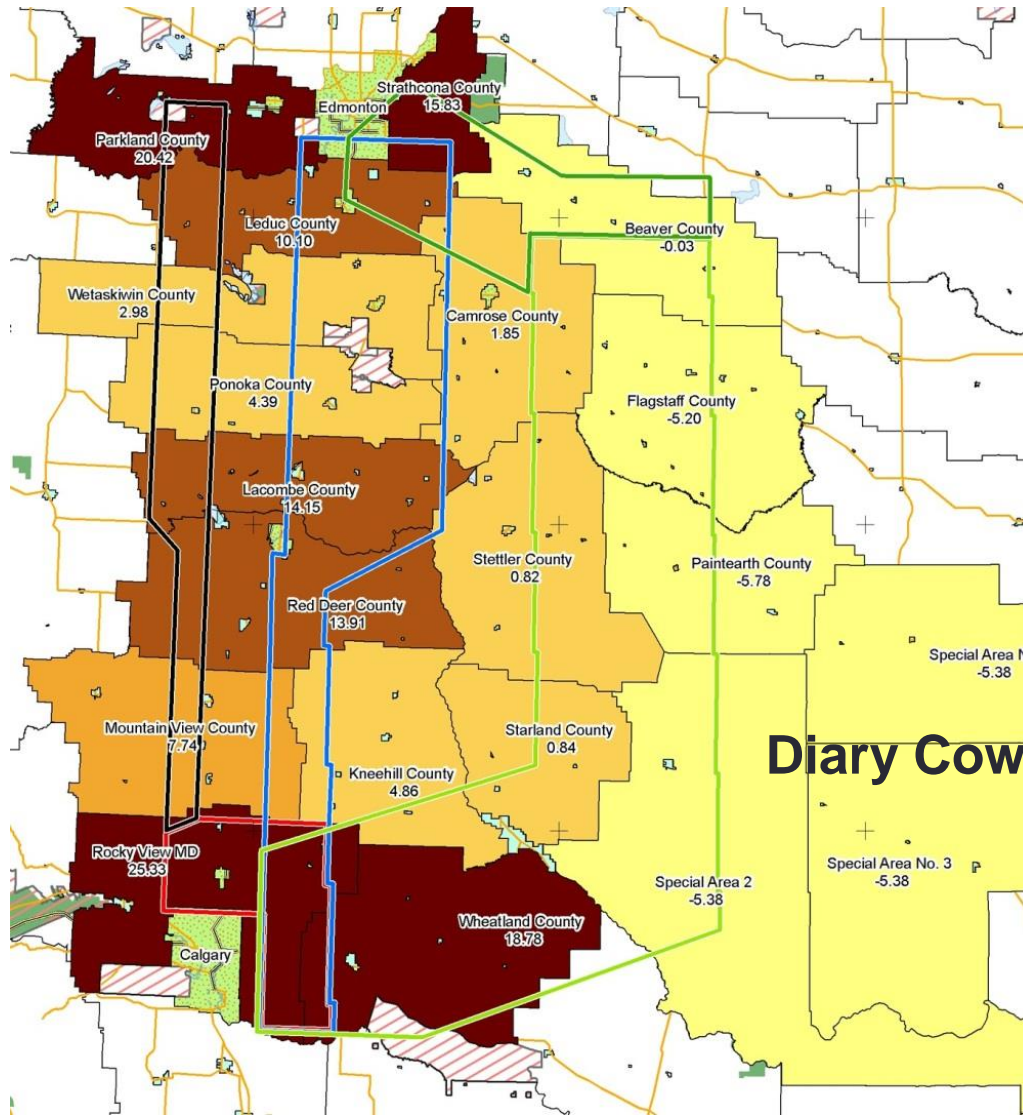 Strathcona County
15.83
Edmonton
Parkland County
20.42
Leduc County
10.10
Beaver County
-0.03
Wetaskiwin County
2.98
Camrose County
1.85
Ponoka County
4.39
Flagstaff County
-5.20
Lacombe County
14.15
Stettler County
0.82
Paintearth County
-5.78
Red Deer County
13.91
Special Area
-5.38
Mountain View County
7.74
Starland County
0.84
Diary Cow
Kneehill County
4.86
Rocky View MD
25.33
Special Area No. 3
-5.38
Special Area 2
-5.38
Wheatland County
18.78
Calgary